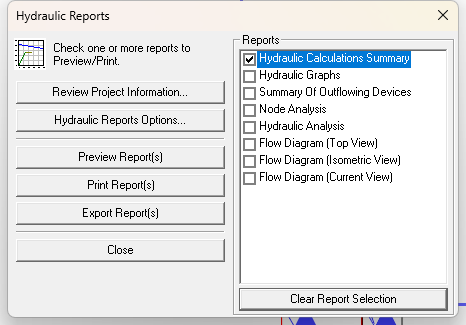 Hydraulic Reports
Check one or more reports to
Preview/Print.
Review Project Information...
Hydraulic Reports Options...
Preview Report(s)
Print Report(s)
Export Report(s)
Close
Reports
Hydraulic Calculations Summary
Hydraulic Graphs
Summary Of Outflowing Devices
Node Analysis
Hydraulic Analysis
Flow Diagram (Top View)
Flow Diagram (Isometric View)
Flow Diagram (Current View)
Clear Report Selection